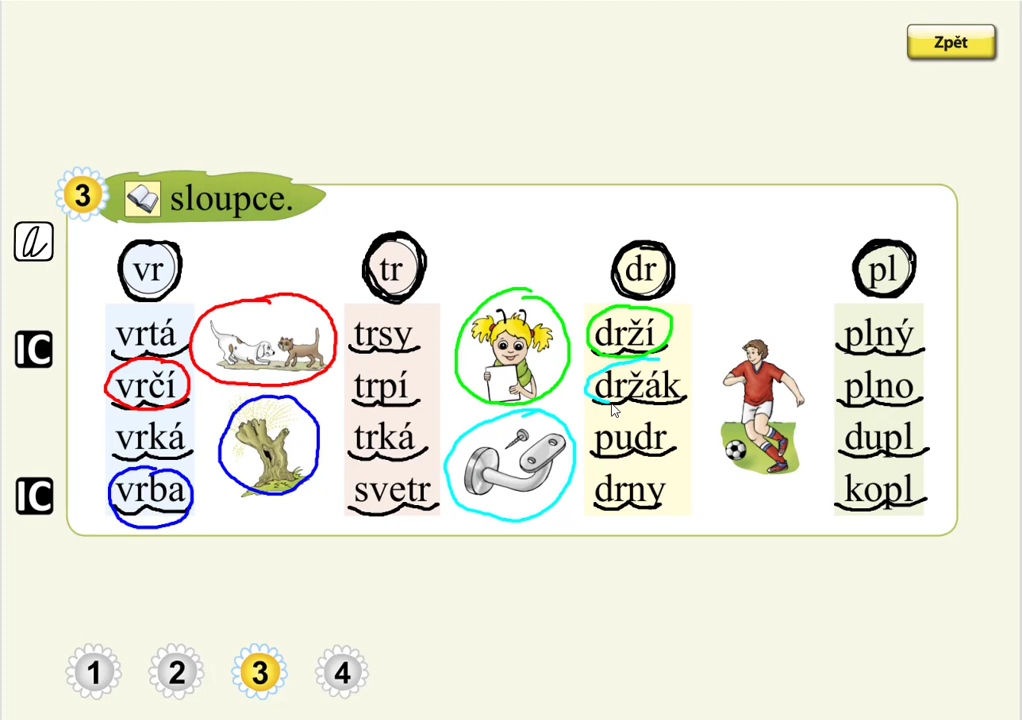 Zpět
3 sloupce.
a
vr tr dr pl
vrtá trsy drží plný
IC
vrčí trpí držák plno
vrká trká pudr dupl
vrba svetr drny kopl
IC
1 2 3 4